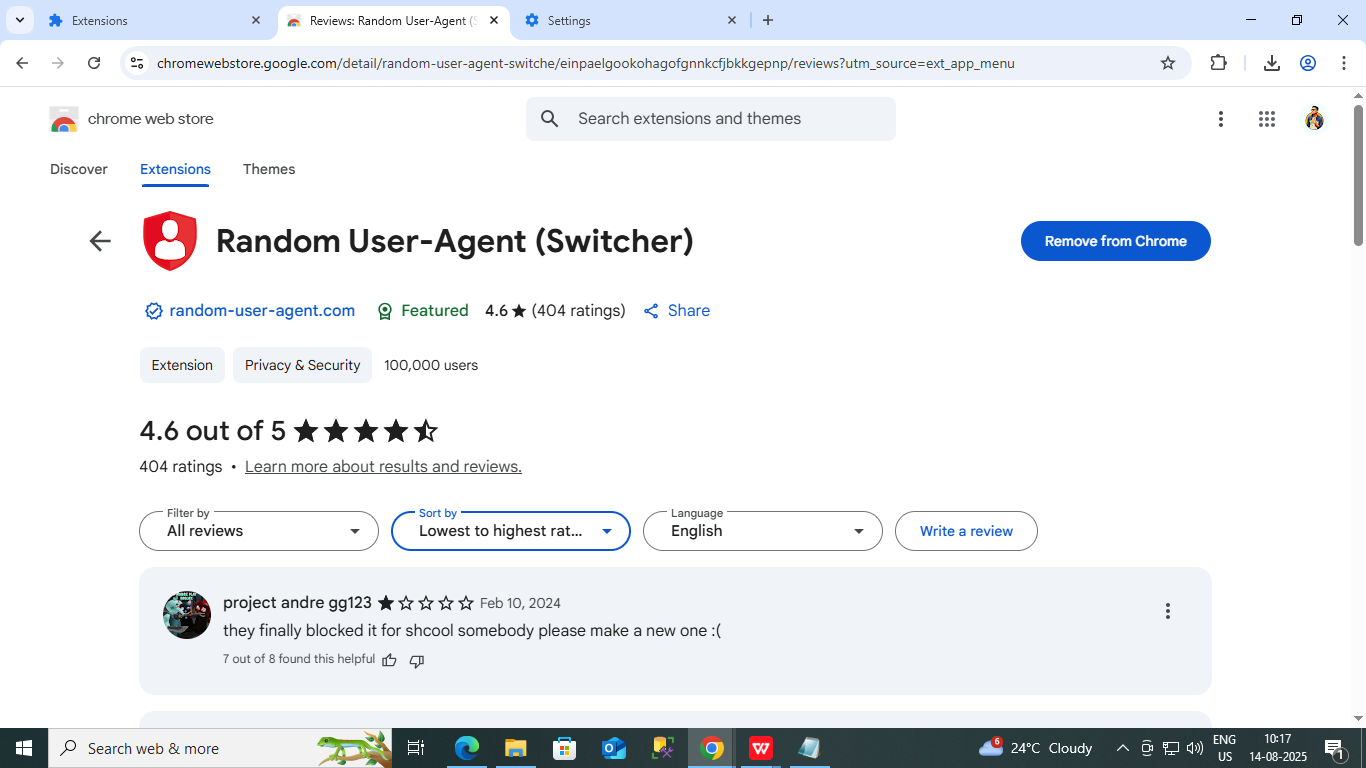 Extensions
Reviews: Random User-Agent (S
Settings
chromewebstore.google.com/detail/random-user-agent-switche/einpaelgookohagofgnnkcfjbkkgepnp/reviews?utm_source=ext_app_menu
chrome web store
Search extensions and themes
Discover
Extensions
Themes
Random User-Agent (Switcher)
Remove from Chrome
random-user-agent.com
Featured
4.6 ★ (404 ratings)
Share
Extension
Privacy & Security
100,000 users
4.6 out of 5
404 ratings • Learn more about results and reviews.
Filter by
All reviews
Sort by
Lowest to highest rat...
Language
English
Write a review
project andre gg123
Feb 10, 2024
they finally blocked it for shcool somebody please make a new one :(
7 out of 8 found this helpful
Search web & more
6
24°C Cloudy
ENG
US
10:17
14-08-2025
1